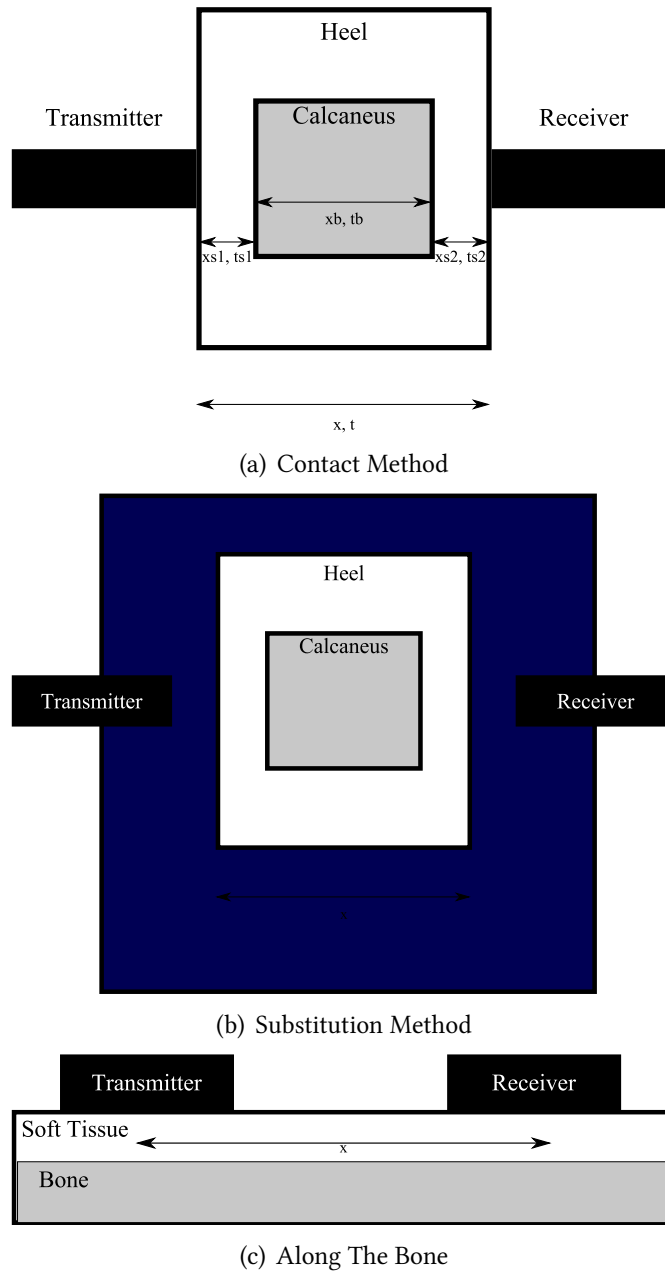 Heel
Transmitter
Calcaneus
Receiver
xb, tb
xs1, ts1
xs2, ts2
x, t
(a) Contact Method
Heel
Calcaneus
Transmitter
Receiver
x
(b) Substitution Method
Transmitter
Receiver
Soft Tissue
x
Bone
(c) Along The Bone